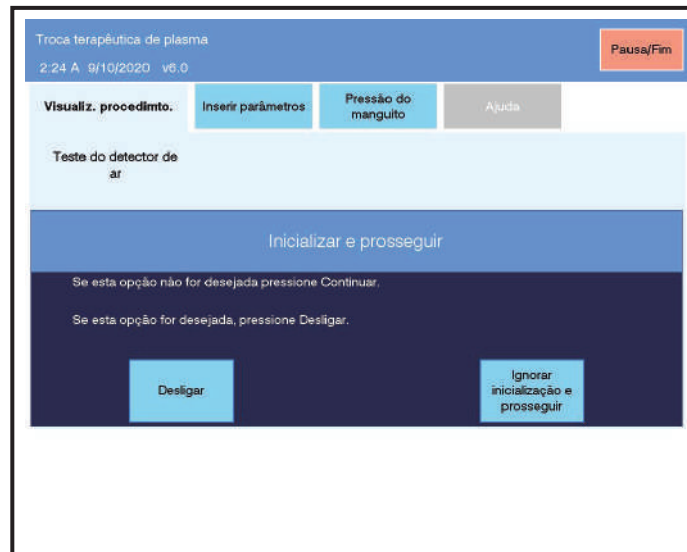 Troca terapêutica de plasma
Pausa/Fim
2:24 A 9/10/2020 v6.0
Visualiz. procedimto.
Inserir parâmetros
Pressão do
manguito
Ajuda
Teste do detector de
ar
Inicializar e prosseguir
Se esta opção não for desejada pressione Continuar.
Se esta opção for desejada, pressione Desligar.
Desligar
Ignorar
inicialização e
prosseguir